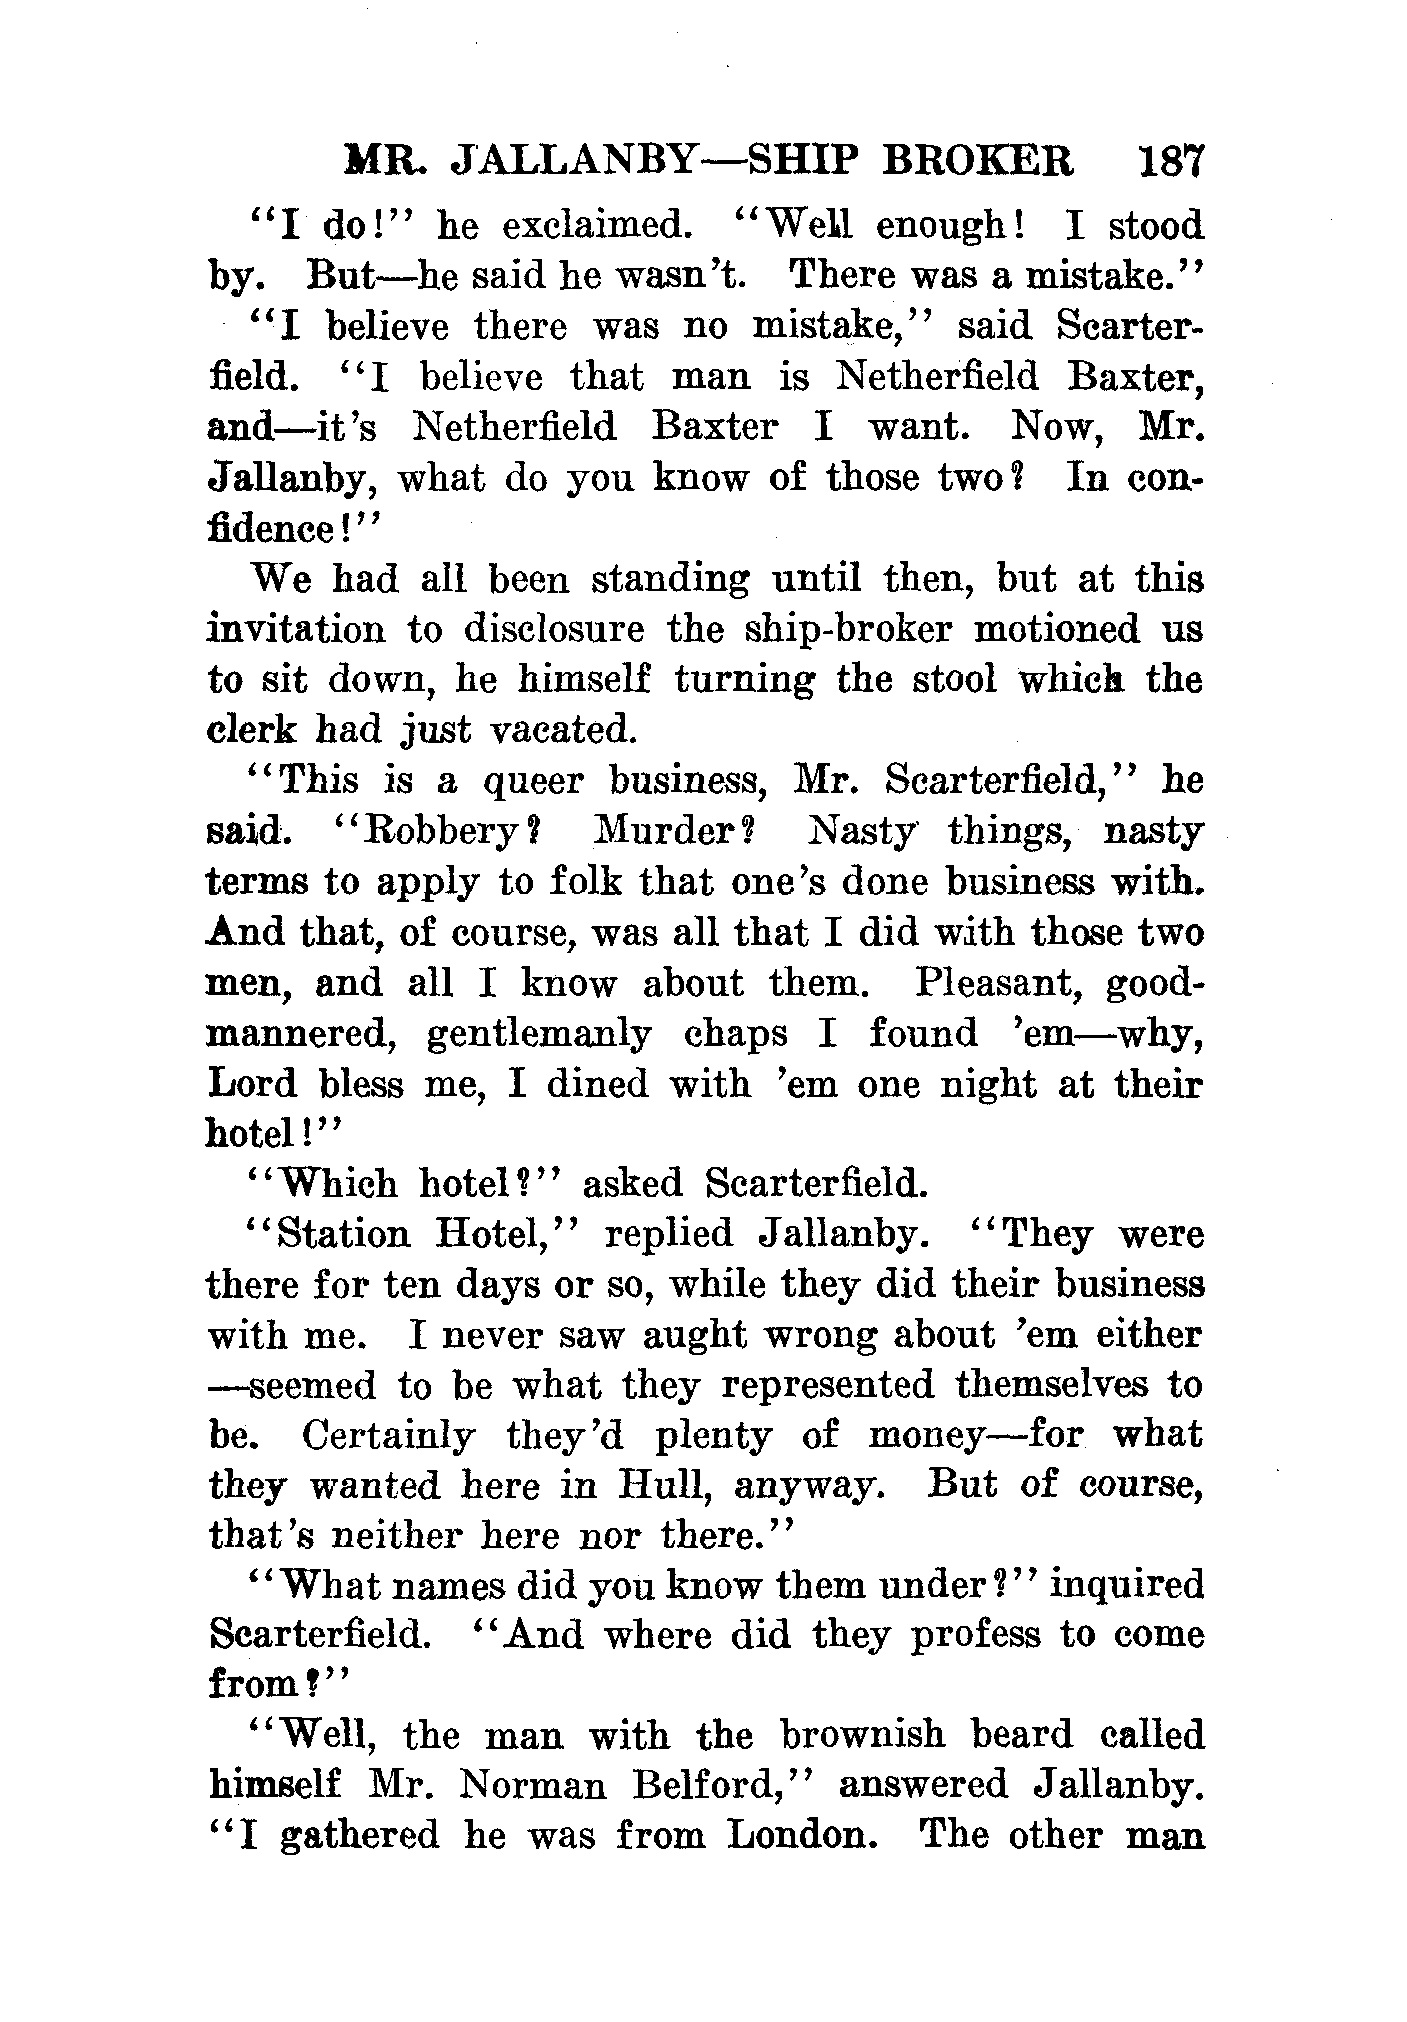 MR. JALLANBY—SHIP BROKER 187
"I do!" he exclaimed. "Well enough! I stood
by. But—he said he wasn't. There was a mistake."
"I believe there was no mistake," said Scarter-
field. "I believe that man is Netherfield Baxter,
and—it's Netherfield Baxter I want. Now, Mr.
Jallanby, what do you know of those two? In con-
fidence!"
We had all been standing until then, but at this
invitation to disclosure the ship-broker motioned us
to sit down, he himself turning the stool which the
clerk had just vacated.
"This is a queer business, Mr. Scarterfield," he
said. "Robbery? Murder? Nasty things, nasty
terms to apply to folk that one's done business with.
And that, of course, was all that I did with those two
men, and all I know about them. Pleasant, good-
mannered, gentlemanly chaps I found 'em—why,
Lord bless me, I dined with 'em one night at their
hotel!"
"Which hotel?" asked Scarterfield.
"Station Hotel," replied Jallanby. "They were
there for ten days or so, while they did their business
with me. I never saw aught wrong about 'em either
—seemed to be what they represented themselves to
be. Certainly they'd plenty of money—for what
they wanted here in Hull, anyway. But of course,
that's neither here nor there."
"What names did you know them under?" inquired
Scarterfield. "And where did they profess to come
from?"
"Well, the man with the brownish beard called
himself Mr. Norman Belford," answered Jallanby.
"I gathered he was from London. The other man